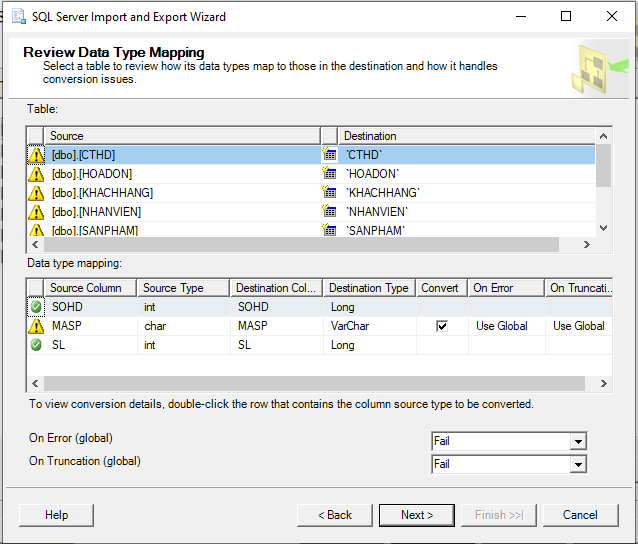 SQL Server Import and Export Wizard
Review Data Type Mapping
Select a table to review how its data types map to those in the destination and how it handles
conversion issues.
Table:
Source Destination
[dbo].[CTHD] `CTHD`
[dbo].[HOADON] `HOADON`
[dbo].[KHACHHANG] `KHACHHANG`
[dbo].[NHANVIEN] `NHANVIEN`
[dbo].[SANPHAM] `SANPHAM`
Data type mapping:
Source Column Source Type Destination Col... Destination Type Convert On Error On Truncati...
SOHD int SOHD Long
MASP char MASP VarChar Use Global Use Global
SL int SL Long
To view conversion details, double-click the row that contains the column source type to be converted.
On Error (global) Fail
On Truncation (global) Fail
Help < Back Next > Finish >>| Cancel